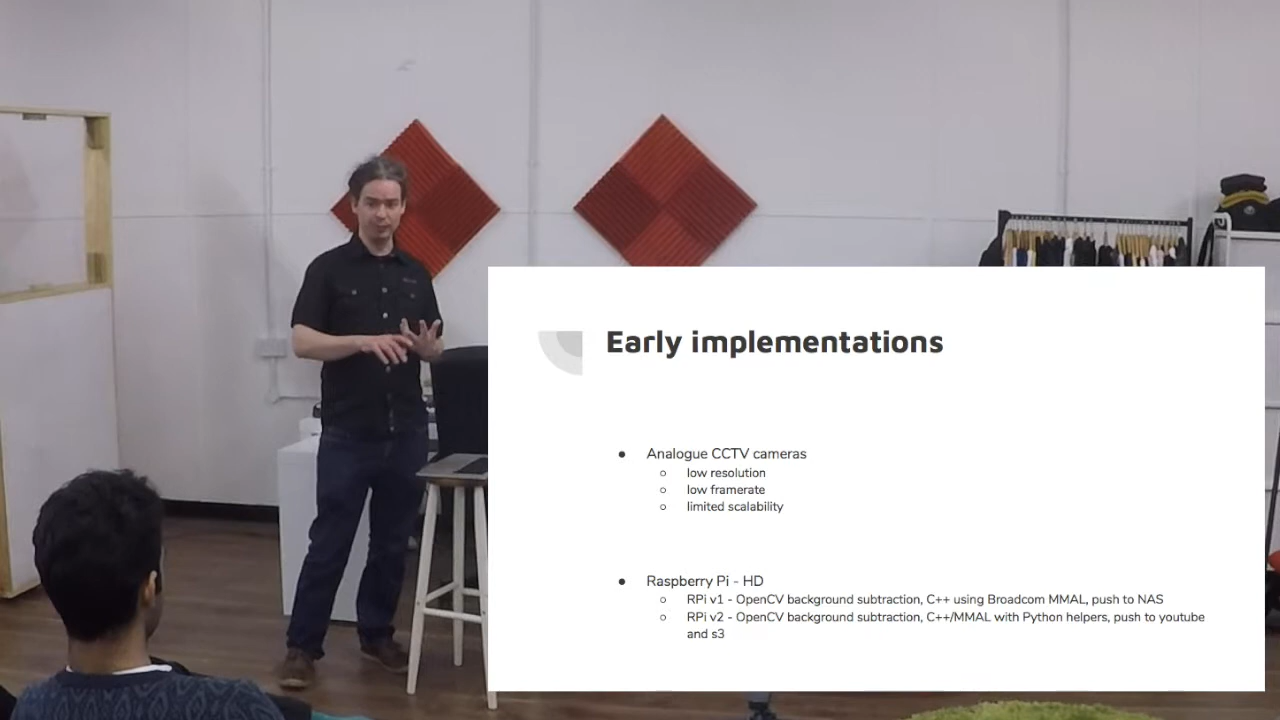 Early implementations
● Analogue CCTV cameras
○ low resolution
○ low framerate
○ limited scalability
● Raspberry Pi - HD
○ RPi v1 - OpenCV background subtraction, C++ using Broadcom MMAL, push to NAS
○ RPi v2 - OpenCV background subtraction, C++/MMAL with Python helpers, push to youtube
and s3